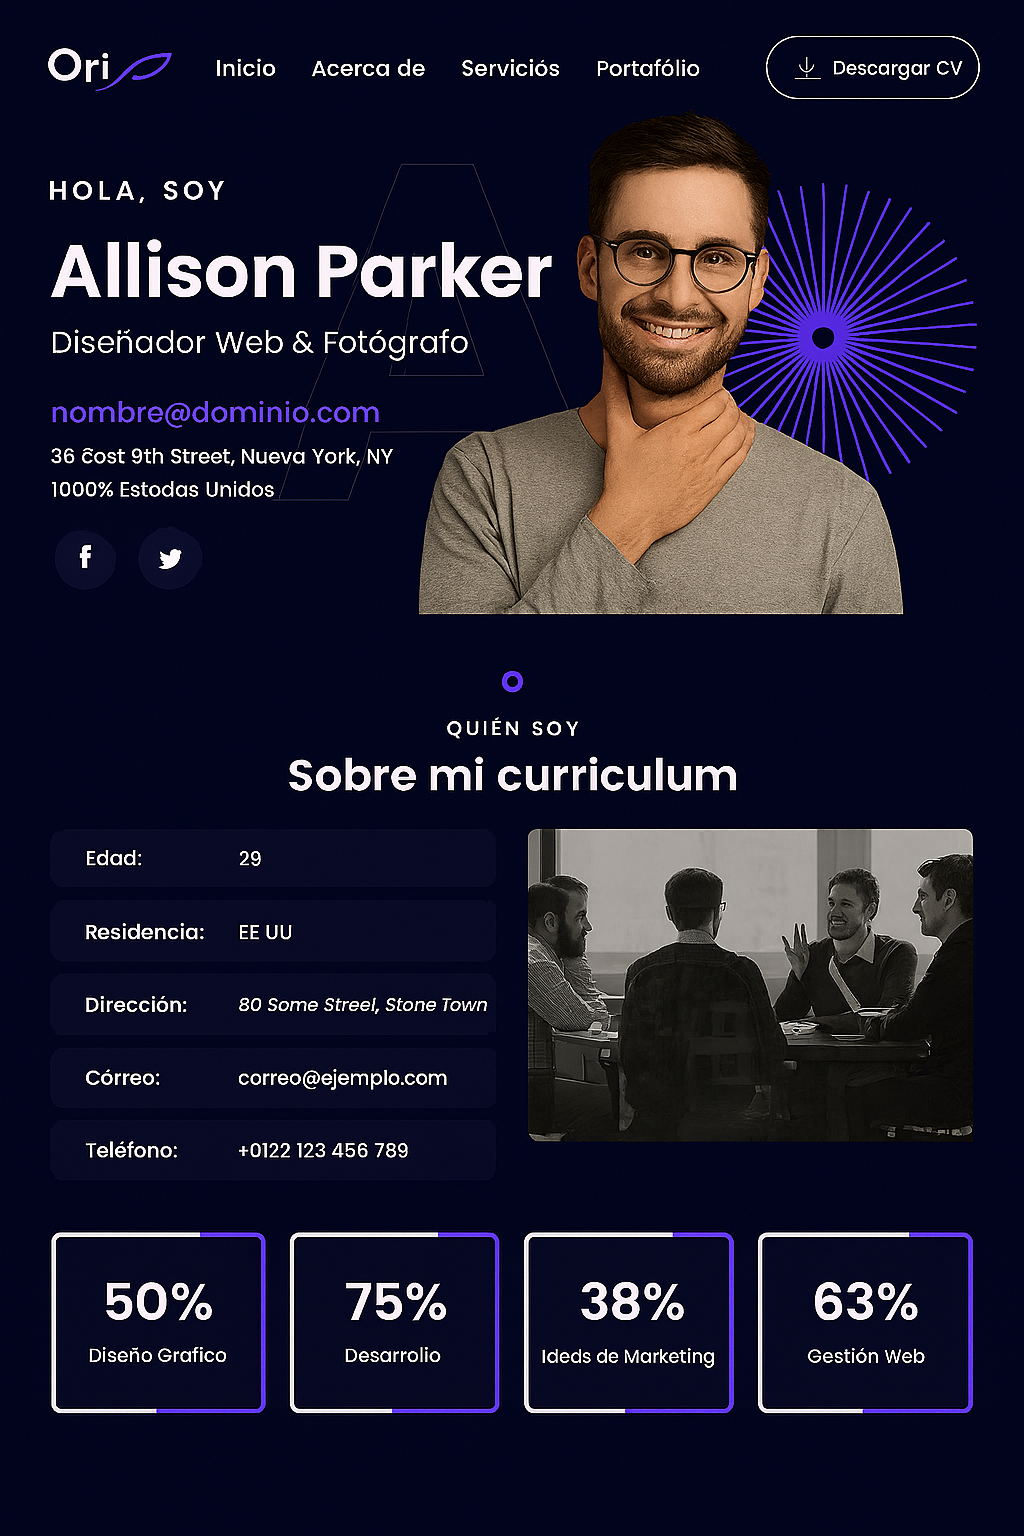 Ori
Inicio
Acerca de
Serviciós
Portafólio
Descargar CV
HOLA, SOY
Allison Parker
Diseñador Web & Fotógrafo
nombre@dominio.com
36 Ɛost 9th Street, Nueva York, NY
1000% Estodas Unidos
QUIÉN SOY
Sobre mi curriculum
Edad: 29
Residencia: EE UU
Dirección: 80 Some Streel, Stone Town
Córreo: correo@ejemplo.com
Teléfono: +0122 123 456 789
50%
Diseño Grafico
75%
Desarrolio
38%
Ideds de Marketing
63%
Gestión Web